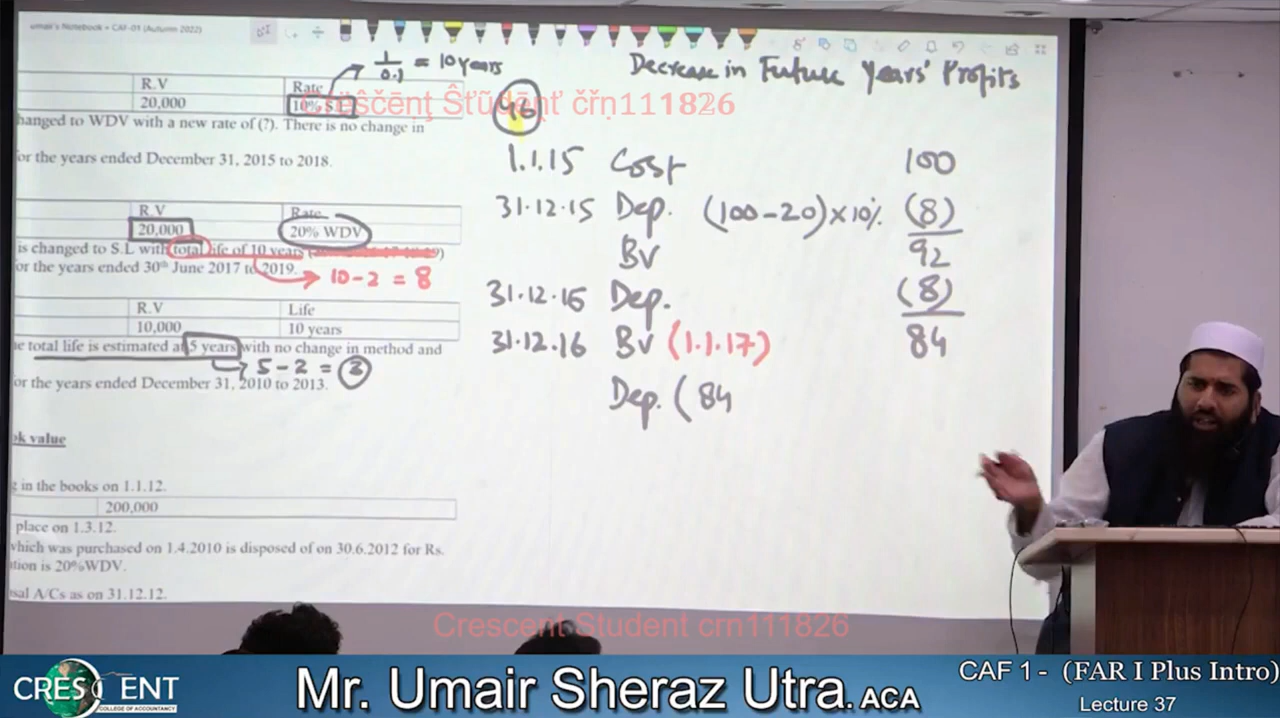 umair's Notebook • CAF-01 (Autumn 2022)
1/0.1 = 10 years
Decrease in Future Years' Profits
R.V Rate
20,000 10%
46
crn111826
hanged to WDV with a new rate of (?). There is no change in
or the years ended December 31, 2015 to 2018.
1.1.15 Cost 100
31.12.15 Dep. (100-20)×10% (8)
BV 92
31.12.16 Dep. (8)
31.12.16 BV (1.1.17) 84
Dep. (84
R.V Rate
20,000 20% WDV
is changed to S.L with total life of 10 years
or the years ended 30th June 2017 to 2019.
10-2 = 8
R.V Life
10,000 10 years
e total life is estimated at 5 years with no change in method and
5-2 = 3
or the years ended December 31, 2010 to 2013.
ok value
in the books on 1.1.12.
200,000
place on 1.3.12.
which was purchased on 1.4.2010 is disposed of on 30.6.2012 for Rs.
tion is 20%WDV.
sal A/Cs as on 31.12.12.
Crescent Student crn111826
CRESCENT
COLLEGE OF ACCOUNTANCY
Mr. Umair Sheraz Utra. ACA
CAF 1 - (FAR I Plus Intro)
Lecture 37